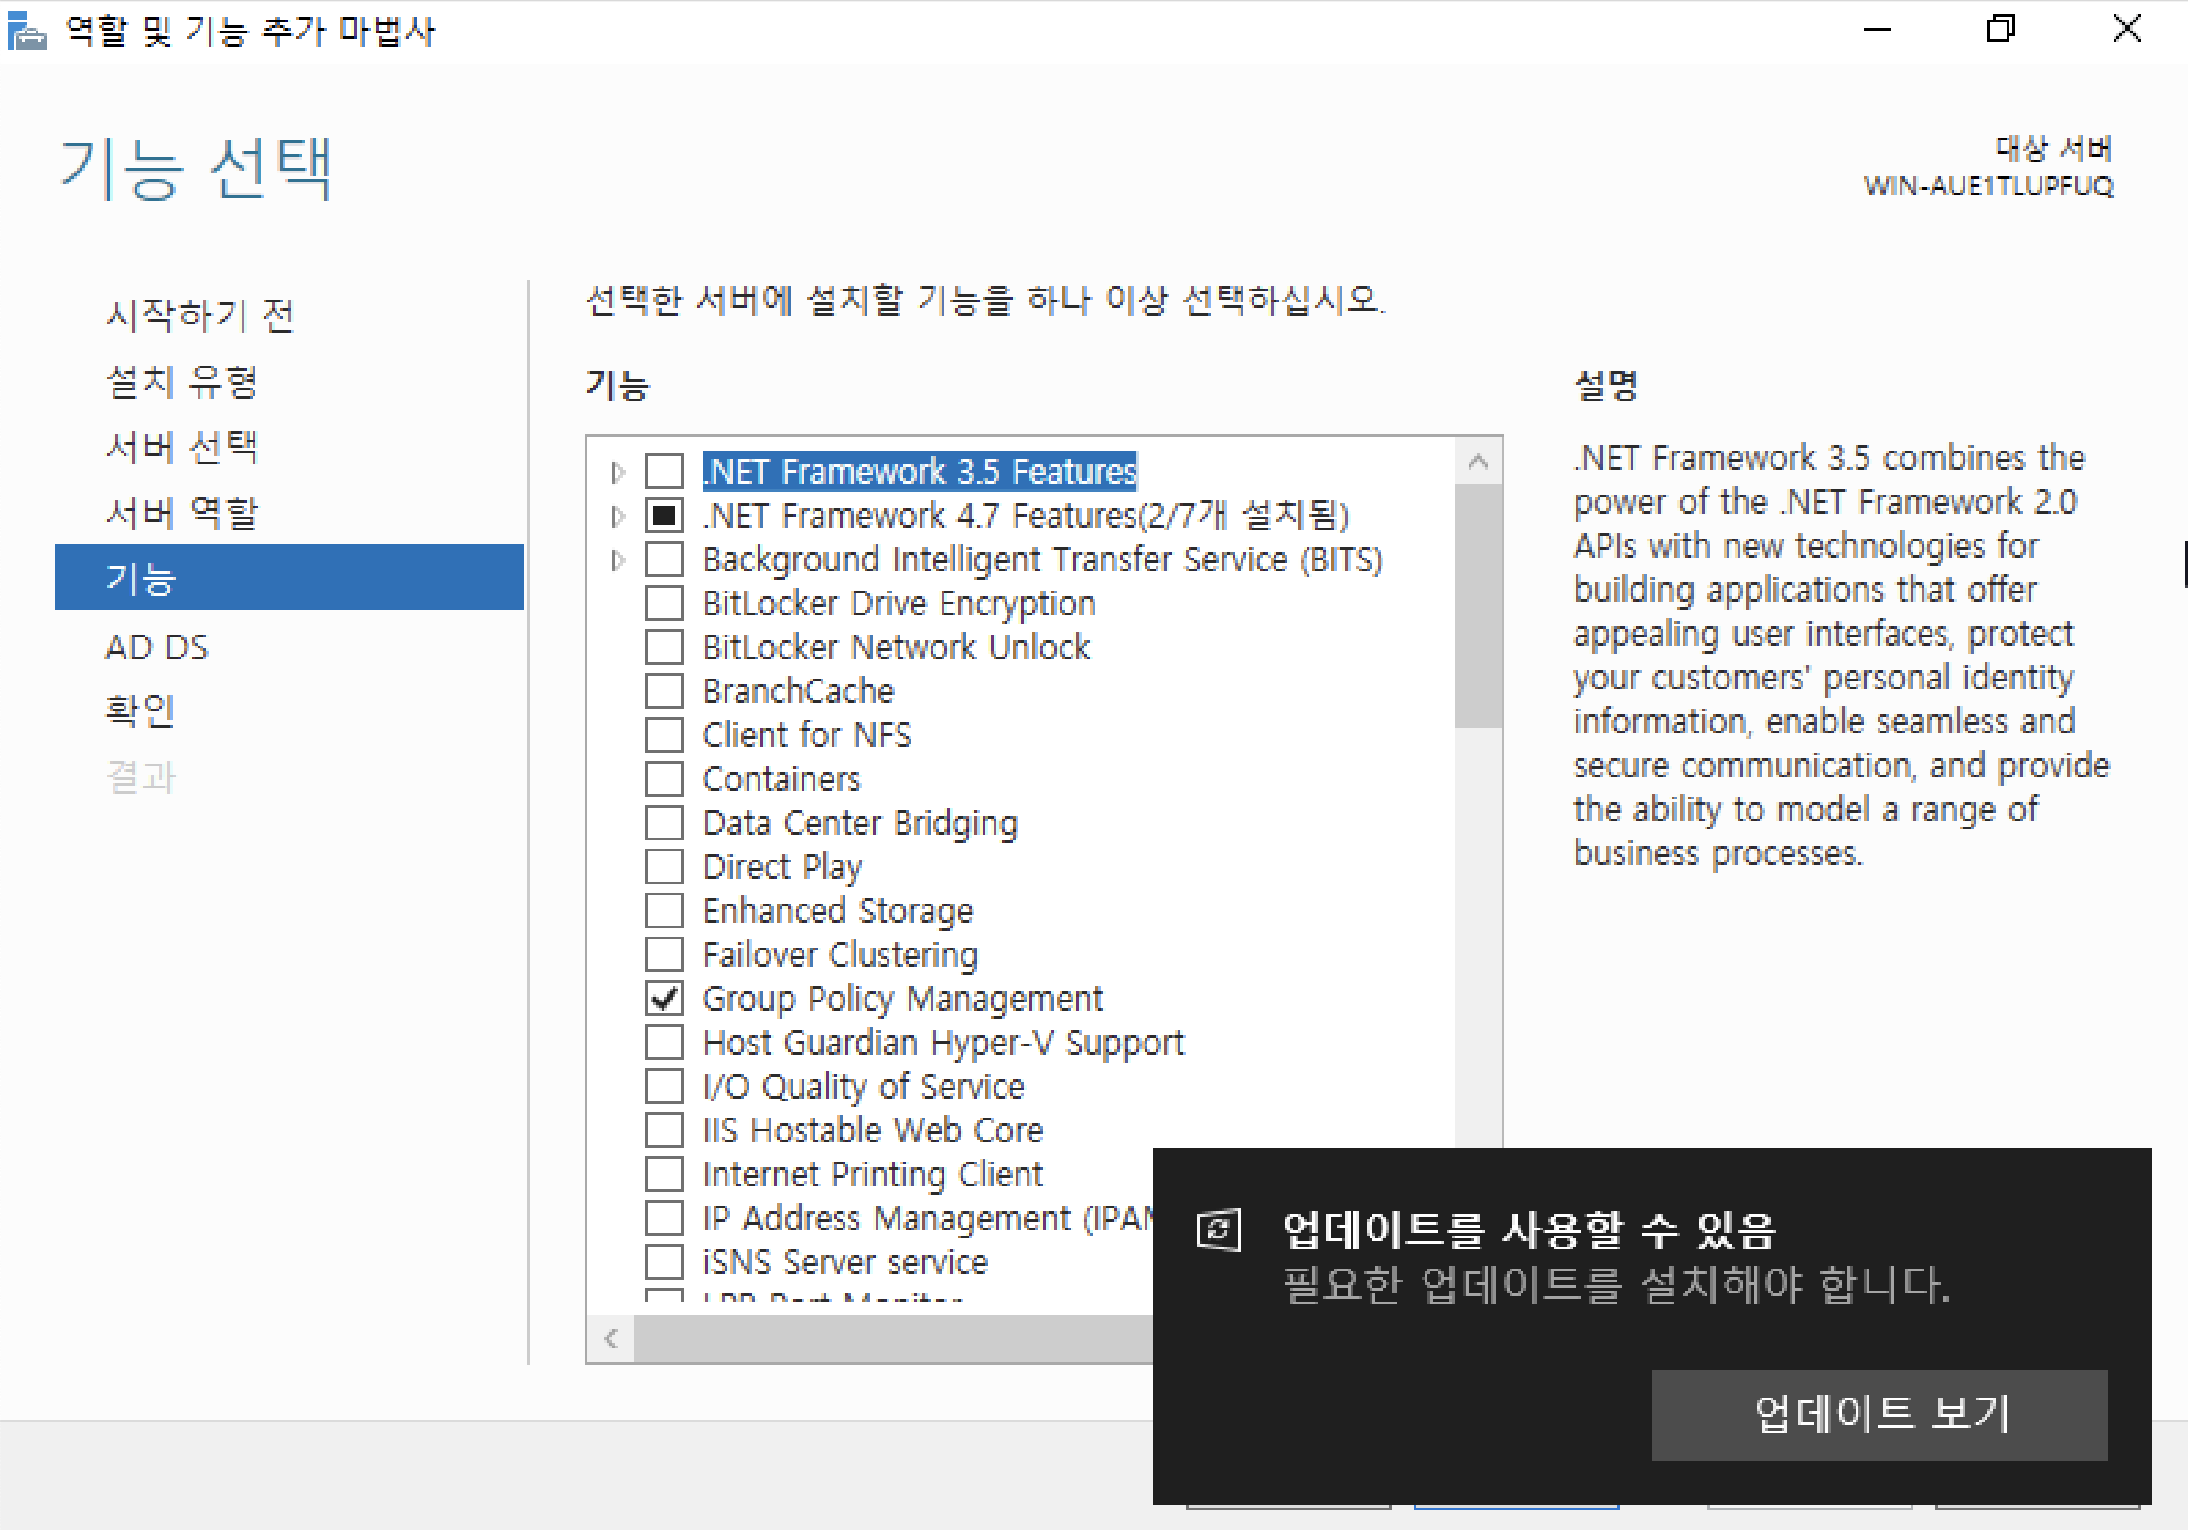 역할 및 기능 추가 마법사
기능 선택
대상 서버
WIN-AUE1TLUPFUQ
시작하기 전
설치 유형
서버 선택
서버 역할
기능
AD DS
확인
결과
선택한 서버에 설치할 기능을 하나 이상 선택하십시오.
기능
.NET Framework 3.5 Features
.NET Framework 4.7 Features(2/7개 설치됨)
Background Intelligent Transfer Service (BITS)
BitLocker Drive Encryption
BitLocker Network Unlock
BranchCache
Client for NFS
Containers
Data Center Bridging
Direct Play
Enhanced Storage
Failover Clustering
Group Policy Management
Host Guardian Hyper-V Support
I/O Quality of Service
IIS Hostable Web Core
Internet Printing Client
IP Address Management (IPAM
iSNS Server service
LPR Port Monitor
설명
.NET Framework 3.5 combines the
power of the .NET Framework 2.0
APIs with new technologies for
building applications that offer
appealing user interfaces, protect
your customers' personal identity
information, enable seamless and
secure communication, and provide
the ability to model a range of
business processes.
업데이트를 사용할 수 있음
필요한 업데이트를 설치해야 합니다.
업데이트 보기